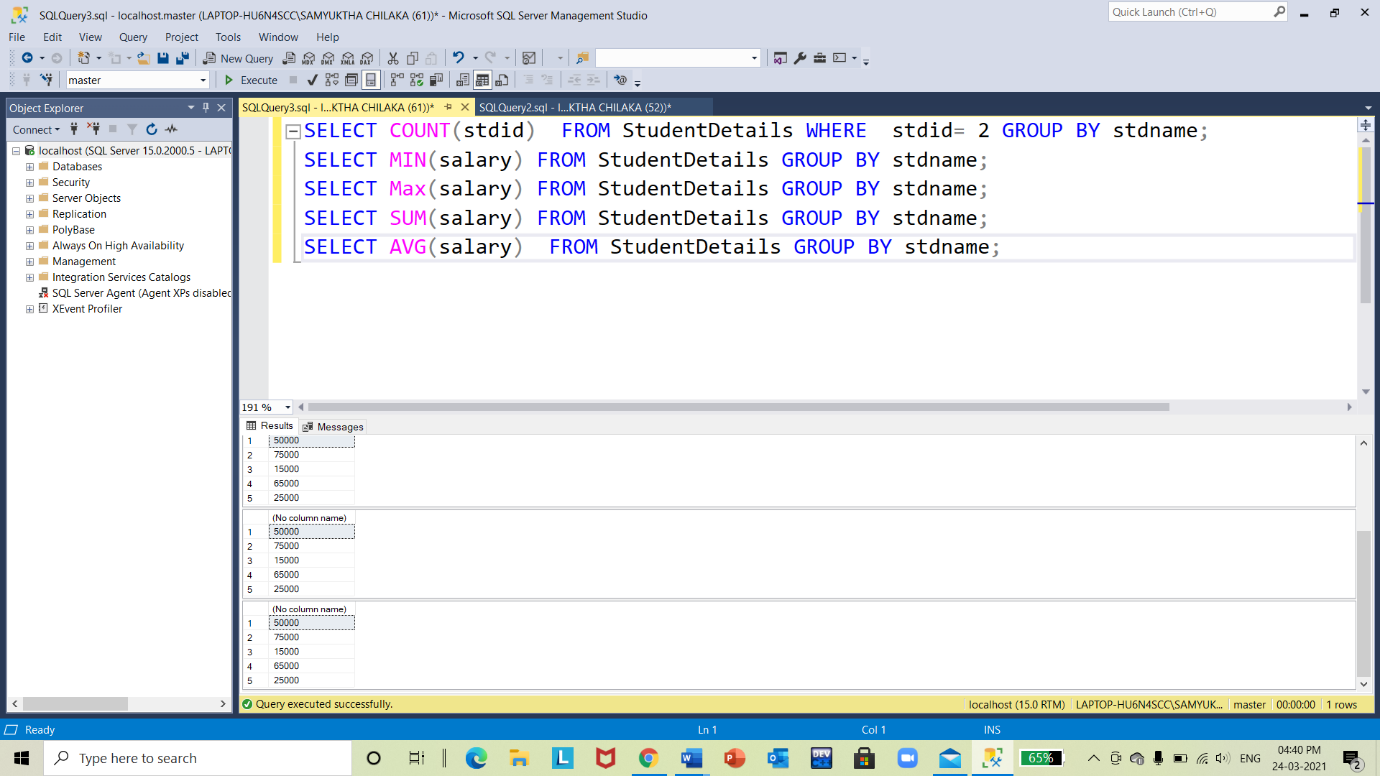 SQLQuery3.sql - localhost.master (LAPTOP-HU6N4SCC\SAMYUKTHA CHILAKA (61))* - Microsoft SQL Server Management Studio
Quick Launch (Ctrl+Q)
File Edit View Query Project Tools Window Help
New Query
master
Execute
Object Explorer
SQLQuery3.sql - l...KTHA CHILAKA (61))*
SQLQuery2.sql - l...KTHA CHILAKA (52))*
Connect
localhost (SQL Server 15.0.2000.5 - LAPT
Databases
Security
Server Objects
Replication
PolyBase
Always On High Availability
Management
Integration Services Catalogs
SQL Server Agent (Agent XPs disabled
XEvent Profiler
SELECT COUNT(stdid)  FROM StudentDetails WHERE  stdid= 2 GROUP BY stdname;
SELECT MIN(salary) FROM StudentDetails GROUP BY stdname;
SELECT Max(salary) FROM StudentDetails GROUP BY stdname;
SELECT SUM(salary) FROM StudentDetails GROUP BY stdname;
SELECT AVG(salary)  FROM StudentDetails GROUP BY stdname;
191 %
Results Messages
1 50000
2 75000
3 15000
4 65000
5 25000
(No column name)
1 50000
2 75000
3 15000
4 65000
5 25000
(No column name)
1 50000
2 75000
3 15000
4 65000
5 25000
Query executed successfully.
localhost (15.0 RTM) LAPTOP-HU6N4SCC\SAMYUK... master 00:00:00 1 rows
Ready Ln 1 Col 1 INS
Type here to search
65%
ENG
04:40 PM
24-03-2021
2